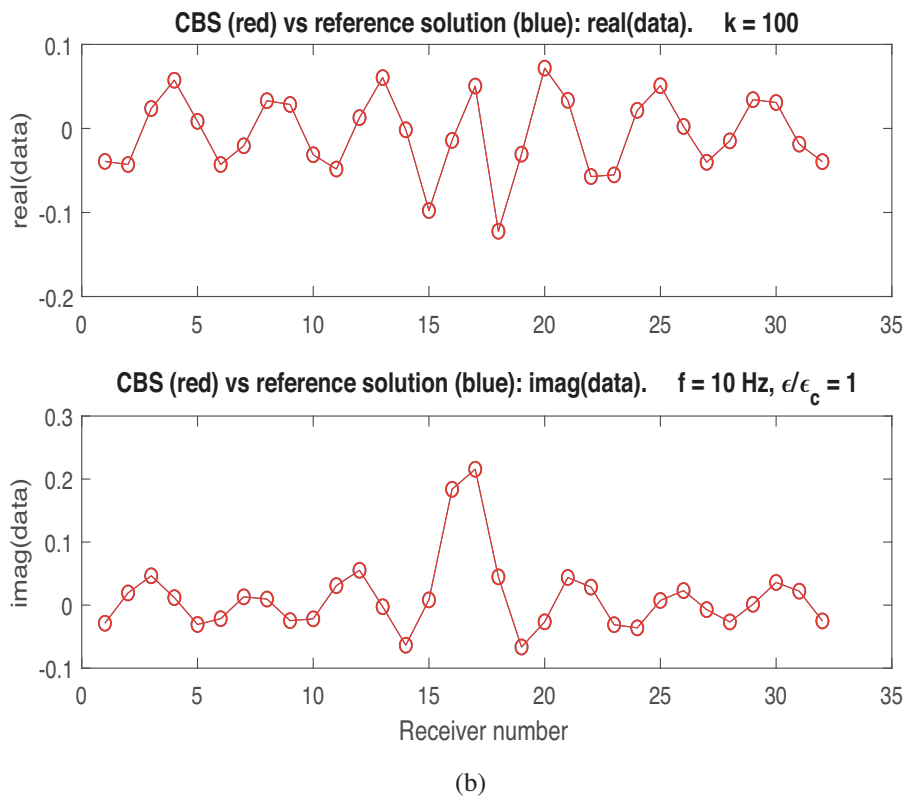 CBS (red) vs reference solution (blue): real(data). k = 100
0.1
0
-0.1
-0.2
real(data)
0 5 10 15 20 25 30 35
CBS (red) vs reference solution (blue): imag(data). f = 10 Hz, ϵ/ϵ_c = 1
0.3
0.2
0.1
0
-0.1
imag(data)
0 5 10 15 20 25 30 35
Receiver number
(b)